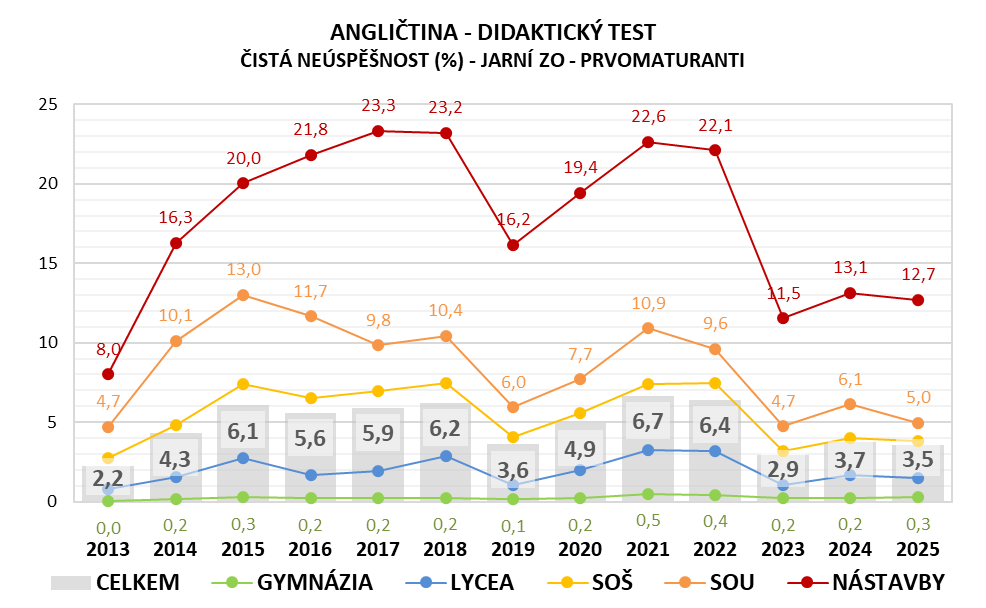 ANGLIČTINA - DIDAKTICKÝ TEST
ČISTÁ NEÚSPĚŠNOST (%) - JARNÍ ZO - PRVOMATURANTI
25
20
15
10
5
0
8,0 16,3 20,0 21,8 23,3 23,2 16,2 19,4 22,6 22,1 11,5 13,1 12,7
4,7 10,1 13,0 11,7 9,8 10,4 6,0 7,7 10,9 9,6 4,7 6,1 5,0
2,2 4,3 6,1 5,6 5,9 6,2 3,6 4,9 6,7 6,4 2,9 3,7 3,5
0,0 0,2 0,3 0,2 0,2 0,2 0,1 0,2 0,5 0,4 0,2 0,2 0,3
2013 2014 2015 2016 2017 2018 2019 2020 2021 2022 2023 2024 2025
CELKEM GYMNÁZIA LYCEA SOŠ SOU NÁSTAVBY